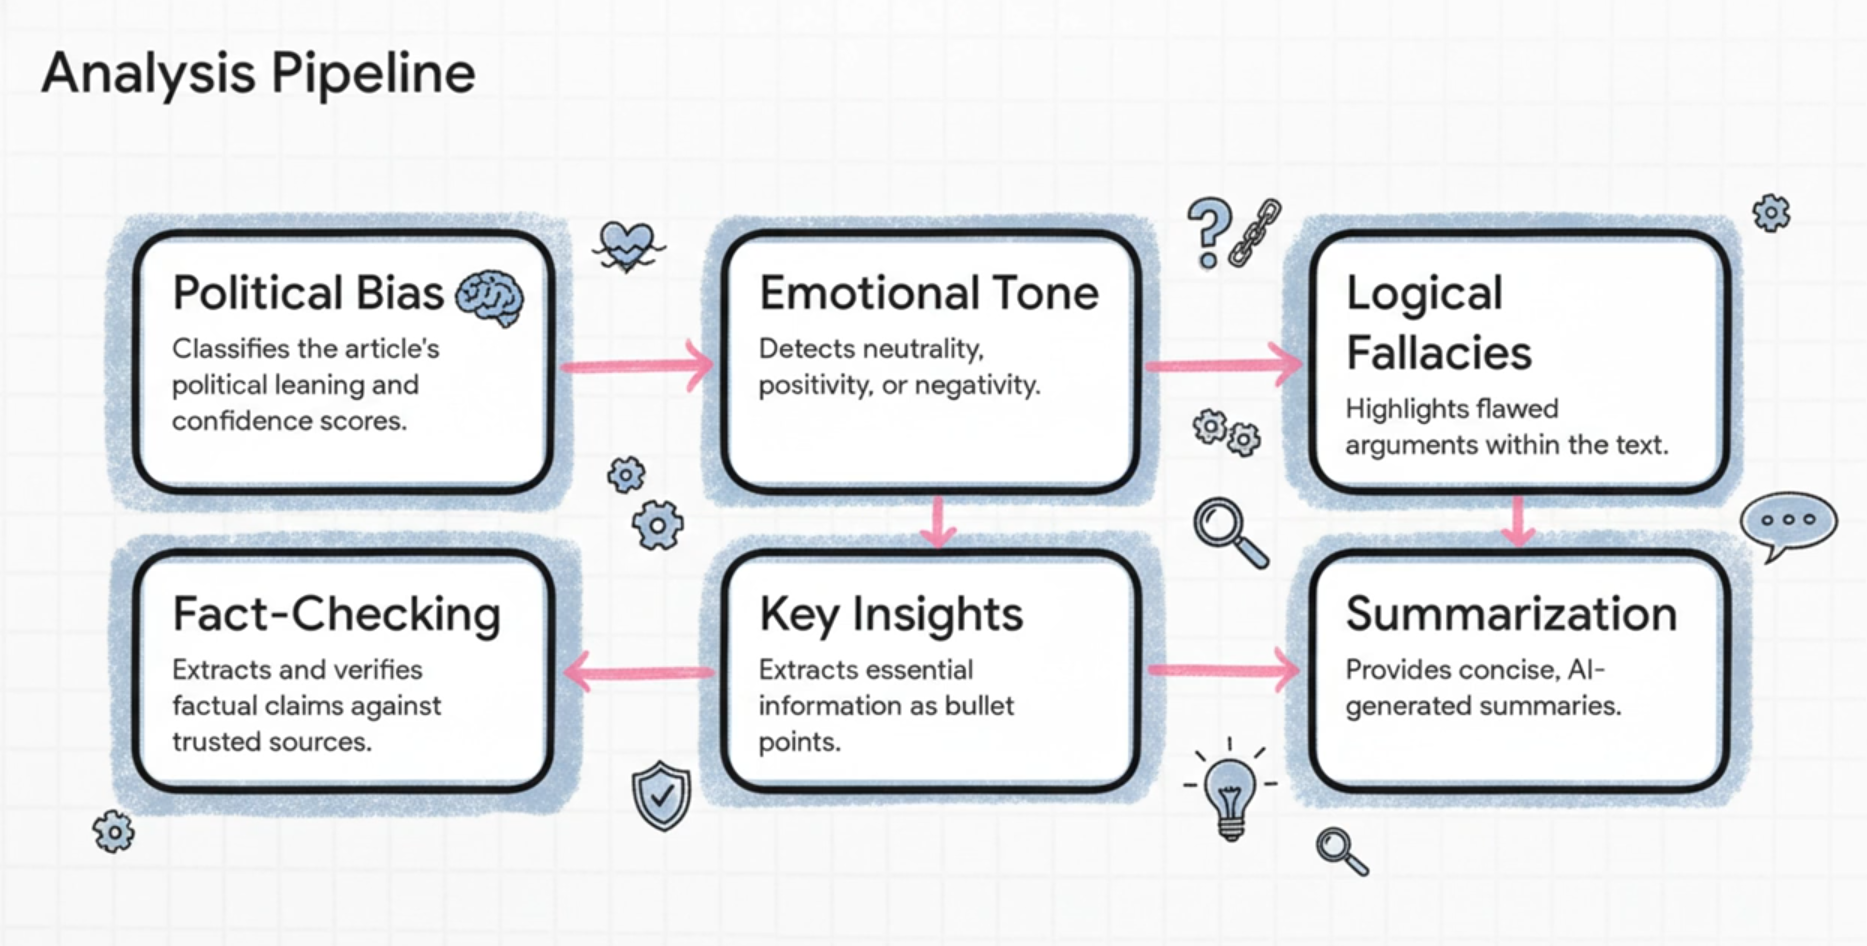 Analysis Pipeline
Political Bias
Classifies the article's
political leaning and
confidence scores.
Emotional Tone
Detects neutrality,
positivity, or negativity.
Logical
Fallacies
Highlights flawed
arguments within the text.
Fact-Checking
Extracts and verifies
factual claims against
trusted sources.
Key Insights
Extracts essential
information as bullet
points.
Summarization
Provides concise, AI-
generated summaries.